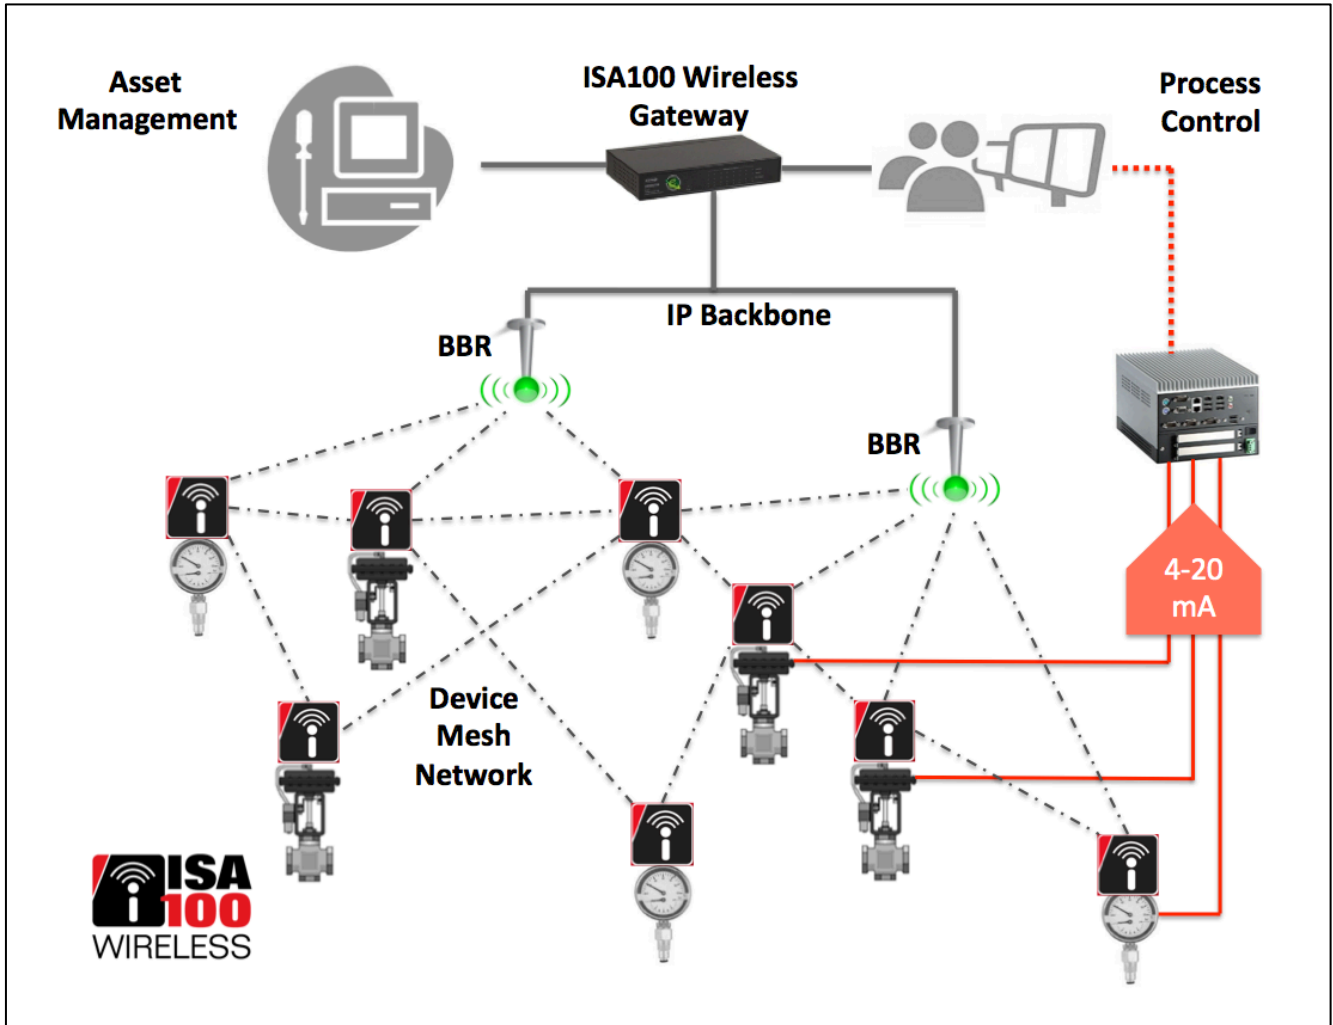 Asset
Management
ISA100 Wireless
Gateway
Process
Control
IP Backbone
BBR
BBR
4-20
mA
Device
Mesh
Network
ISA
100
WIRELESS